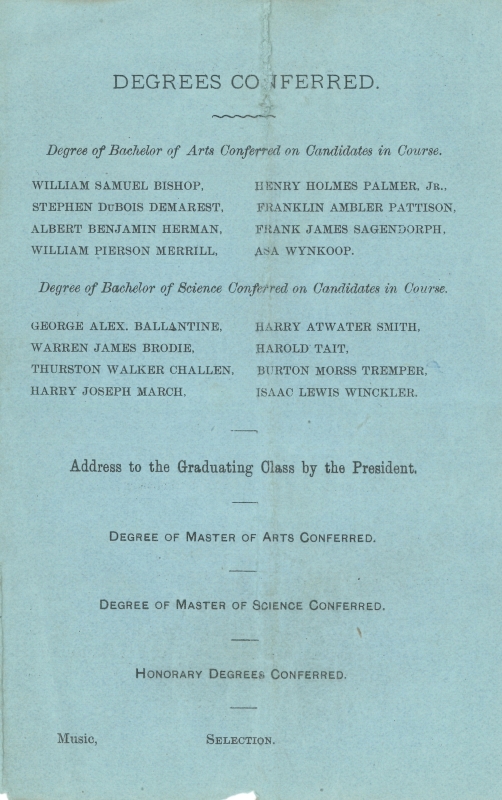 DEGREES CONFERRED.
Degree of Bachelor of Arts Conferred on Candidates in Course.
WILLIAM SAMUEL BISHOP,
STEPHEN DUBOIS DEMAREST,
ALBERT BENJAMIN HERMAN,
WILLIAM PIERSON MERRILL,
HENRY HOLMES PALMER, JR.,
FRANKLIN AMBLER PATTISON,
FRANK JAMES SAGENDORPH,
ASA WYNKOOP.
Degree of Bachelor of Science Conferred on Candidates in Course.
GEORGE ALEX. BALLANTINE,
WARREN JAMES BRODIE,
THURSTON WALKER CHALLEN,
HARRY JOSEPH MARCH,
HARRY ATWATER SMITH,
HAROLD TAIT,
BURTON MORSS TREMPER,
ISAAC LEWIS WINCKLER.
Address to the Graduating Class by the President.
DEGREE OF MASTER OF ARTS CONFERRED.
DEGREE OF MASTER OF SCIENCE CONFERRED.
HONORARY DEGREES CONFERRED.
Music, SELECTION.